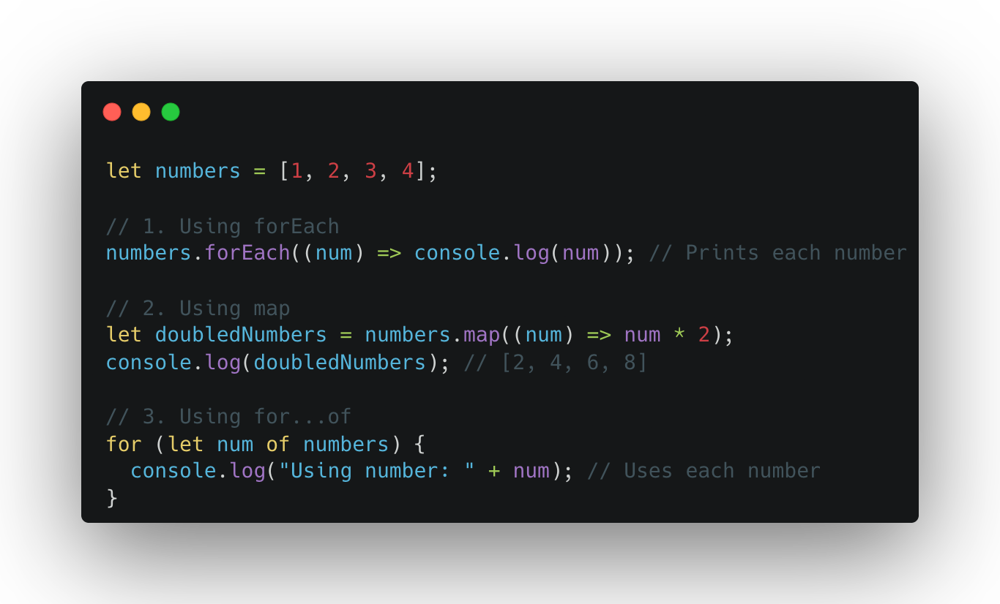 let numbers = [1, 2, 3, 4];
// 1. Using forEach
numbers.forEach((num) => console.log(num)); // Prints each number
// 2. Using map
let doubledNumbers = numbers.map((num) => num * 2);
console.log(doubledNumbers); // [2, 4, 6, 8]
// 3. Using for...of
for (let num of numbers) {
  console.log("Using number: " + num); // Uses each number
}